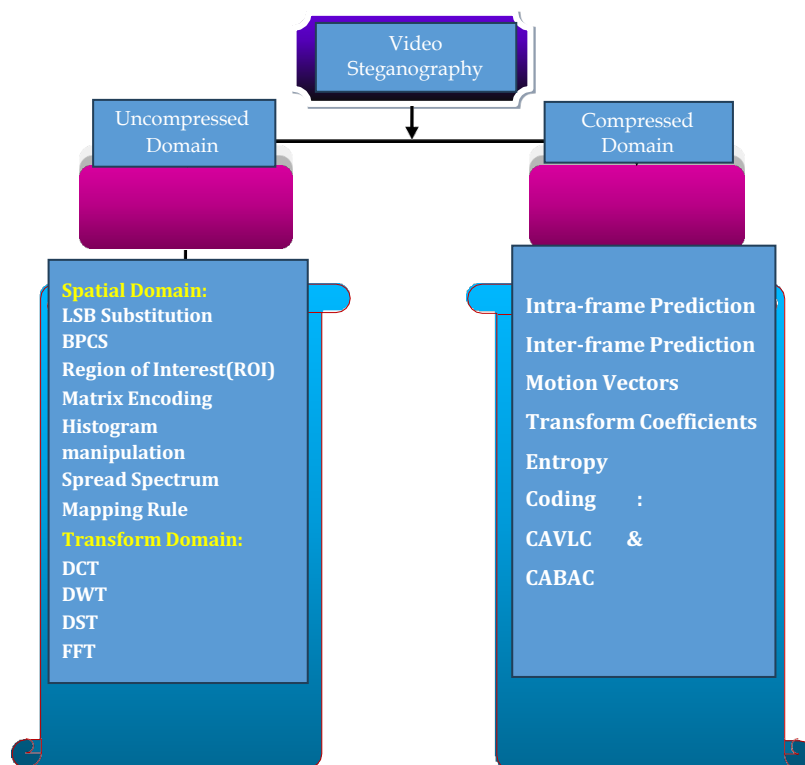 Video
Steganography
Uncompressed
Domain
Compressed
Domain
Spatial Domain:
LSB Substitution
BPCS
Region of Interest(ROI)
Matrix Encoding
Histogram
manipulation
Spread Spectrum
Mapping Rule
Transform Domain:
DCT
DWT
DST
FFT
Intra-frame Prediction
Inter-frame Prediction
Motion Vectors
Transform Coefficients
Entropy
Coding :
CAVLC &
CABAC